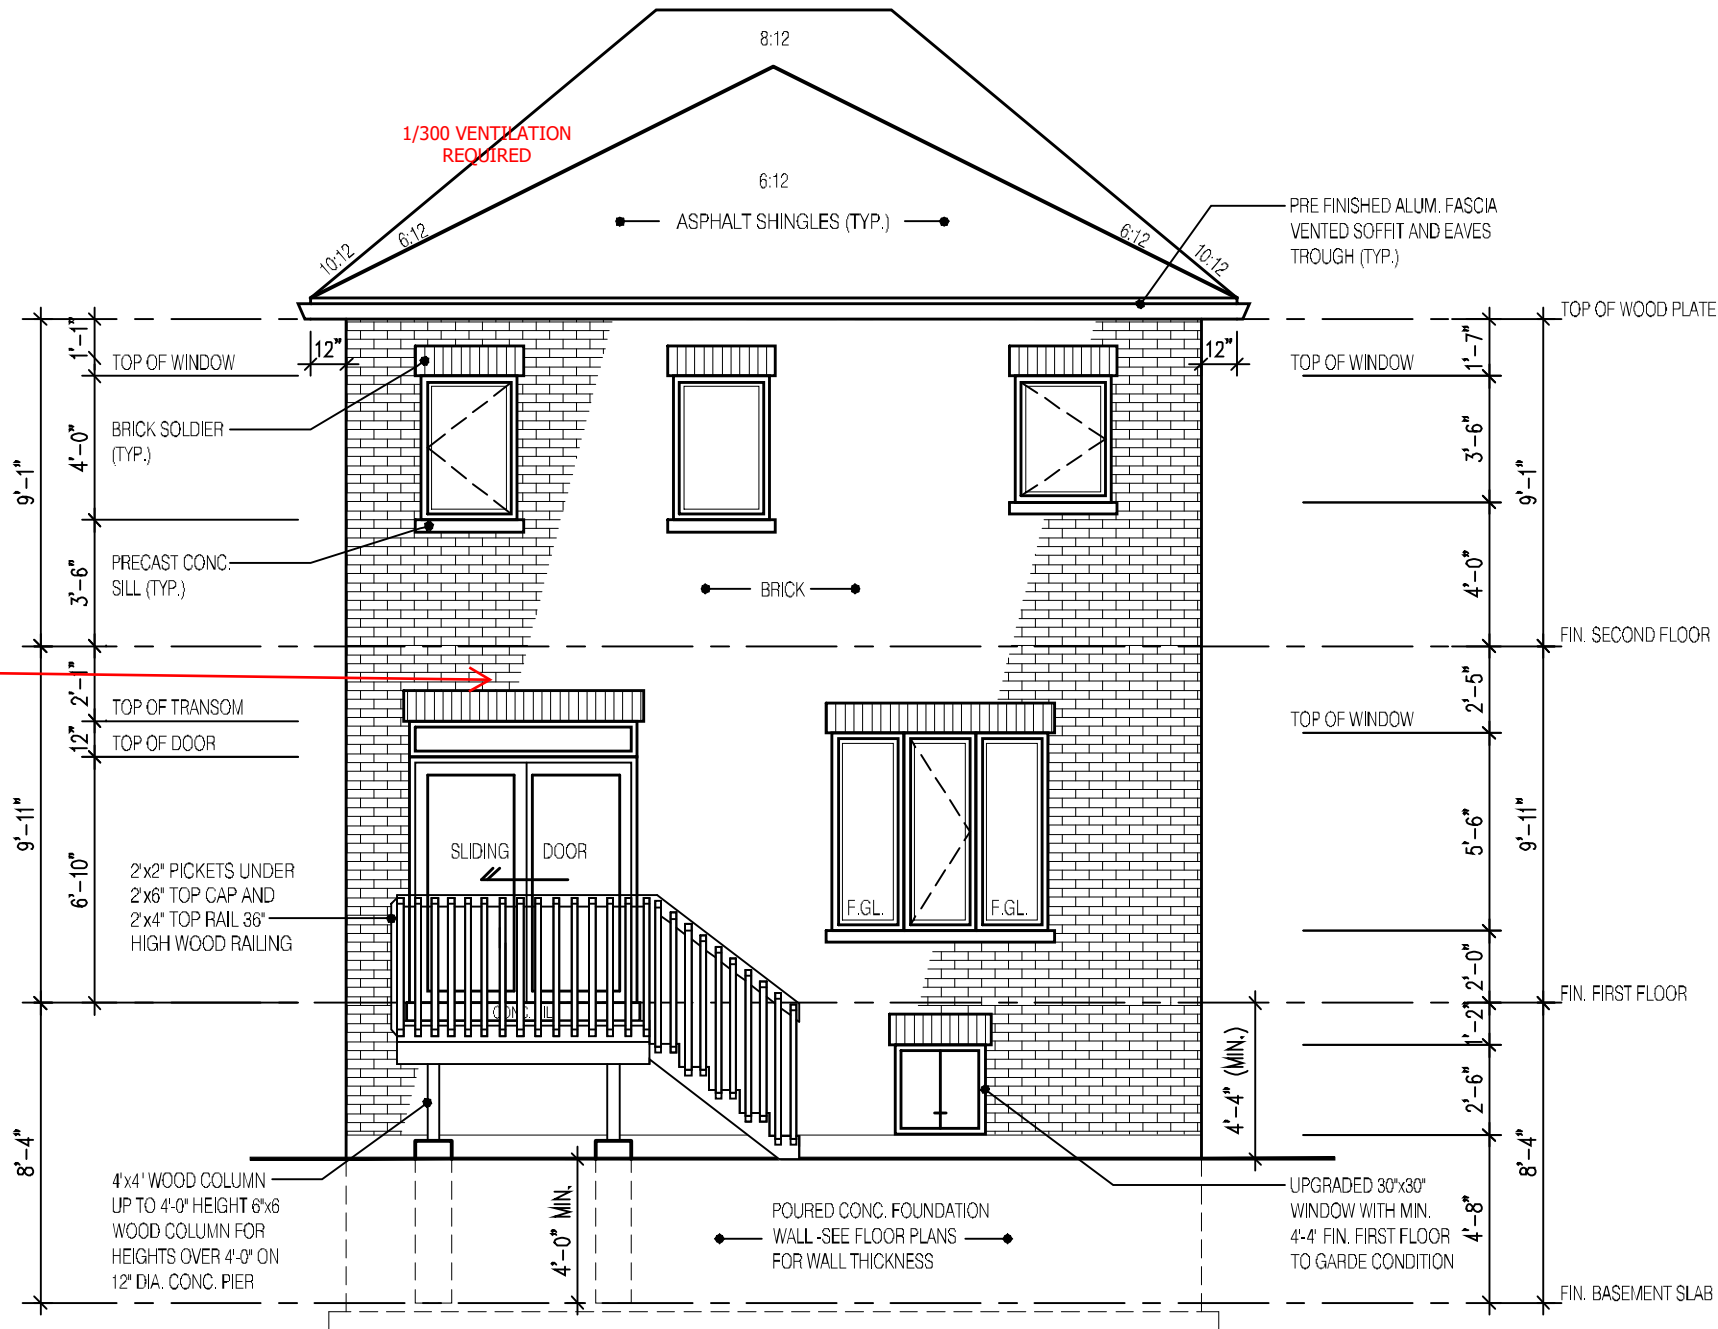 8:12
1/300 VENTILATION
REQUIRED
6:12
ASPHALT SHINGLES (TYP.)
10:12
6:12
6:12
10:12
PRE FINISHED ALUM. FASCIA
VENTED SOFFIT AND EAVES
TROUGH (TYP.)
TOP OF WOOD PLATE
1'-1"
TOP OF WINDOW
12"
12"
TOP OF WINDOW
1'-7"
BRICK SOLDIER
(TYP.)
4'-0"
9'-1"
3'-6"
9'-1"
PRECAST CONC.
SILL (TYP.)
3'-6"
BRICK
4'-0"
FIN. SECOND FLOOR
2'-1"
TOP OF TRANSOM
12"
TOP OF DOOR
2'-5"
TOP OF WINDOW
9'-11"
6'-10"
SLIDING DOOR
5'-6"
9'-11"
2'x2" PICKETS UNDER
2'x6" TOP CAP AND
2'x4" TOP RAIL 36"
HIGH WOOD RAILING
F.GL.
F.GL.
2'-0"
FIN. FIRST FLOOR
1'-2"
4'-4" (MIN.)
2'-6"
8'-4"
8'-4"
4'x4' WOOD COLUMN
UP TO 4'-0" HEIGHT 6"x6
WOOD COLUMN FOR
HEIGHTS OVER 4'-0" ON
12" DIA. CONC. PIER
4'-0" MIN.
POURED CONC. FOUNDATION
WALL -SEE FLOOR PLANS
FOR WALL THICKNESS
UPGRADED 30"x30"
WINDOW WITH MIN.
4'-4' FIN. FIRST FLOOR
TO GARDE CONDITION
4'-8"
FIN. BASEMENT SLAB